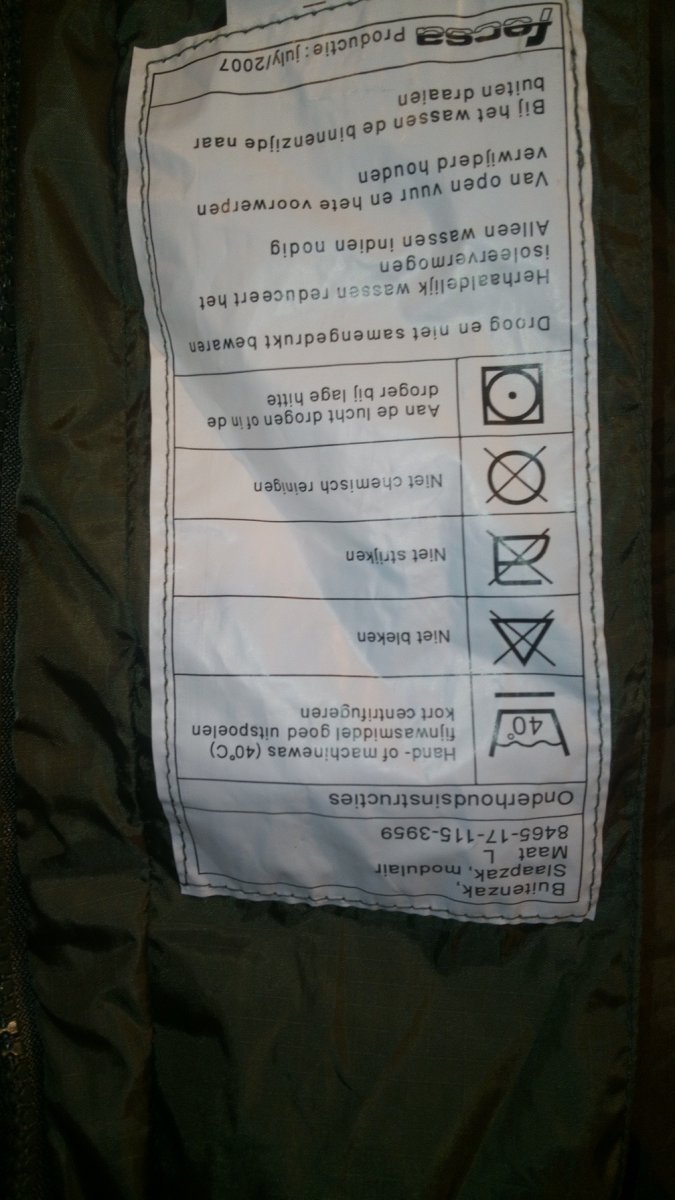 Buitenzak,
Slaapzak, modulair
Maat L
8465-17-115-3959
Onderhoudsinstructies
40°
Hand- of machinewas (40°C)
fijnwasmiddel goed uitspoelen
kort centrifugeren
Niet bleken
Niet strijken
Niet chemisch reinigen
Aan de lucht drogen of in de
droger bij lage hitte
Droog en niet samengedrukt bewaren
Herhaaldelijk wassen reduceert het
isoleervermogen
Alleen wassen indien nodig
Van open vuur en hete voorwerpen
verwijderd houden
Bij het wassen de binnenzijde naar
buiten draaien
fecsa Productie: july/2007